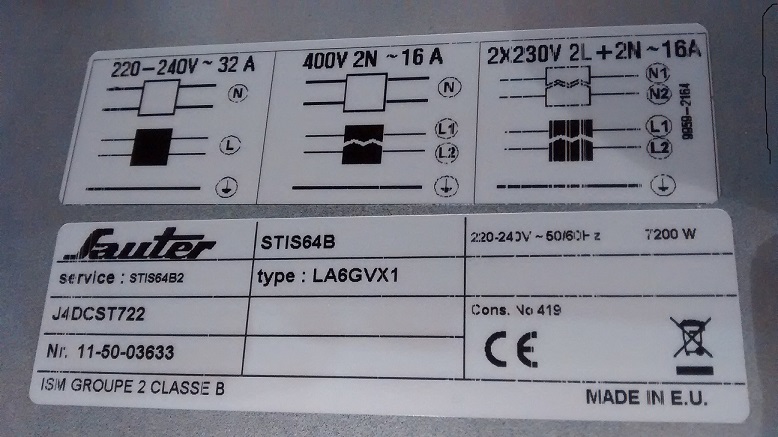 220-240V ~ 32 A
400V 2N ~ 16 A
2X230V 2L + 2N ~ 16A
N
L
N
L1
L2
N1
N2
L1
L2
9959-2164
Sauter
STIS64B
220-240V ~ 50/60Hz 7200 W
service : STIS64B2
type : LA6GVX1
J4DCST722
Cons. No 419
Nr. 11-50-03633
CE
ISM GROUPE 2 CLASSE B
MADE IN E.U.